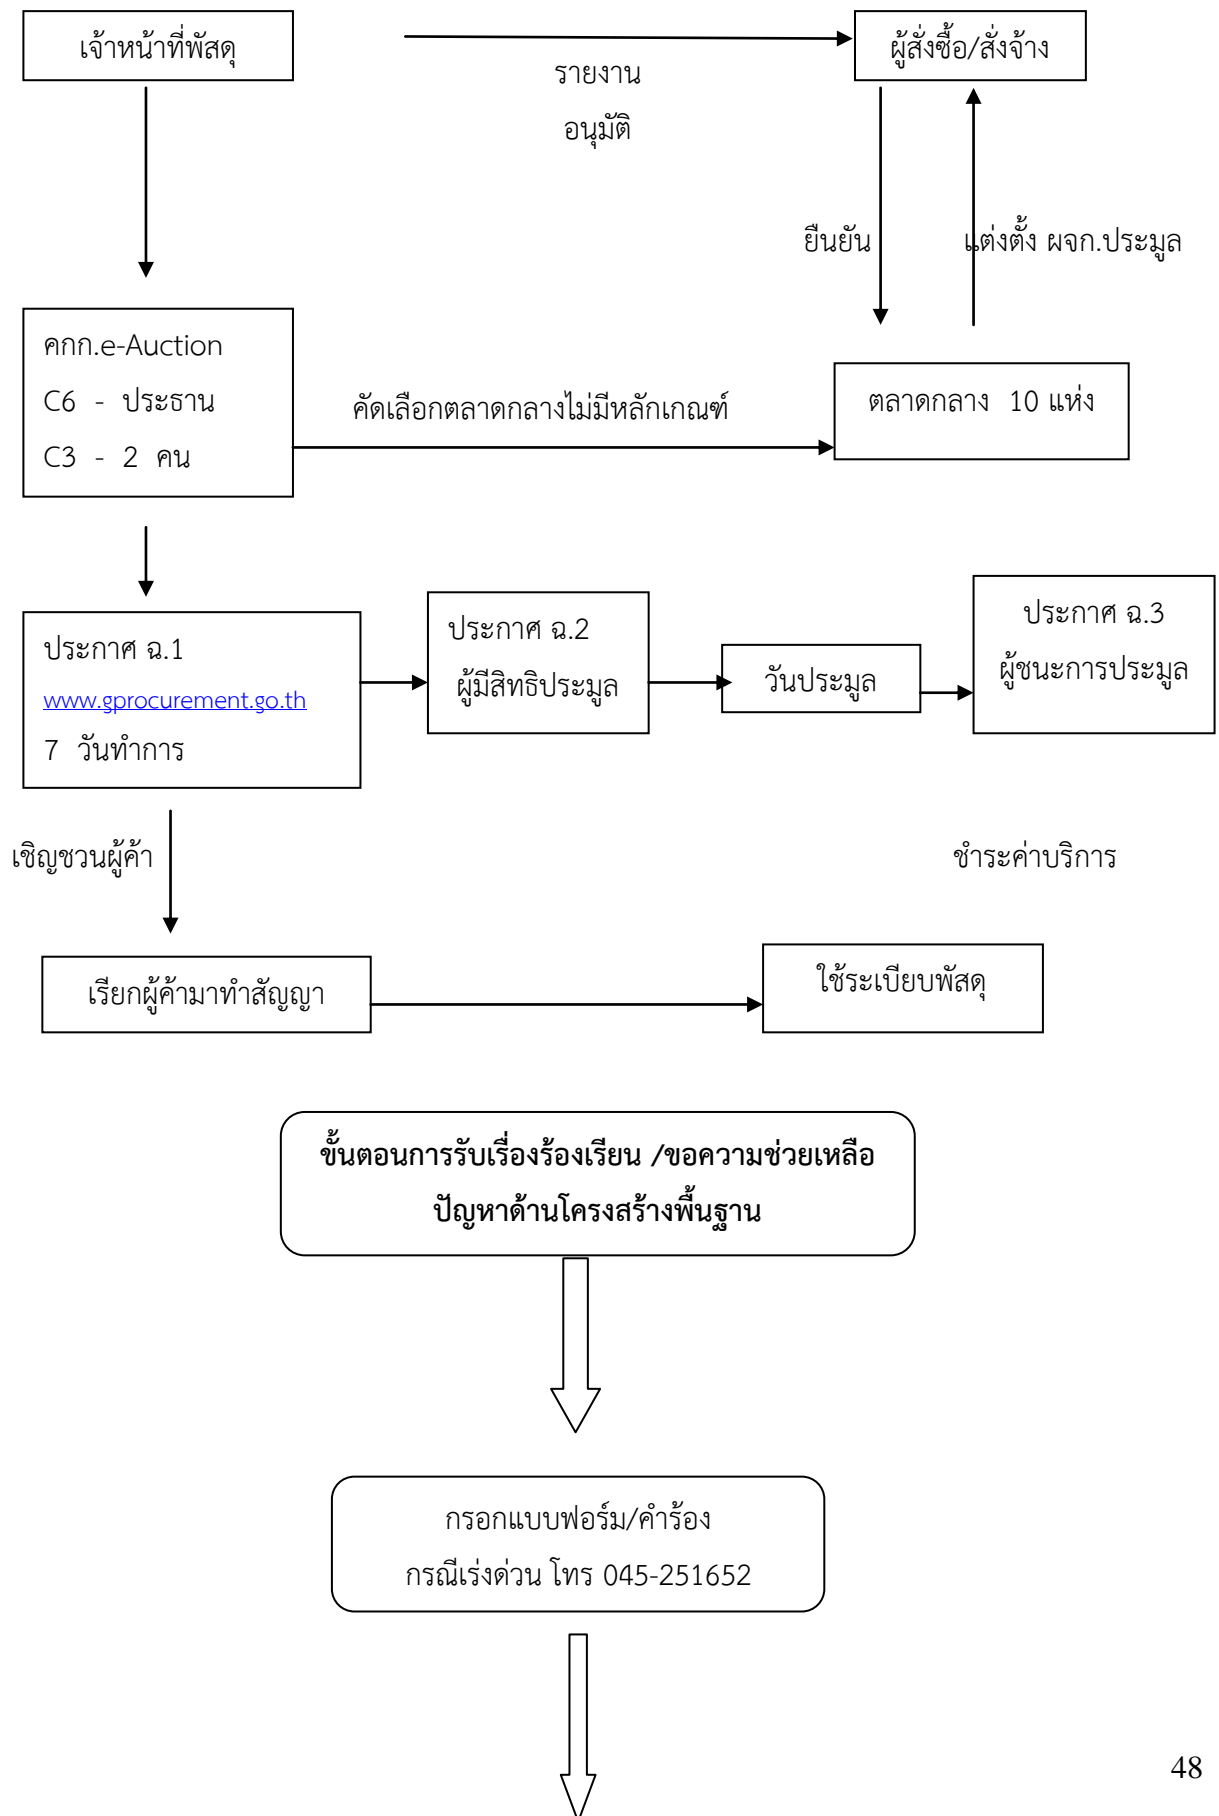 เจ้าหน้าที่พัสดุ
ผู้สั่งซื้อ/สั่งจ้าง
รายงาน
อนุมัติ
ยืนยัน
แต่งตั้ง ผจก.ประมูล
คกก.e-Auction
C6 - ประธาน
C3 - 2 คน
คัดเลือกตลาดกลางไม่มีหลักเกณฑ์
ตลาดกลาง 10 แห่ง
ประกาศ ฉ.1
www.gprocurement.go.th
7 วันทำการ
ประกาศ ฉ.2
ผู้มีสิทธิประมูล
วันประมูล
ประกาศ ฉ.3
ผู้ชนะการประมูล
เชิญชวนผู้ค้า
ชำระค่าบริการ
เรียกผู้ค้ามาทำสัญญา
ใช้ระเบียบพัสดุ
ขั้นตอนการรับเรื่องร้องเรียน /ขอความช่วยเหลือ
ปัญหาด้านโครงสร้างพื้นฐาน
กรอกแบบฟอร์ม/คำร้อง
กรณีเร่งด่วน โทร 045-251652
48